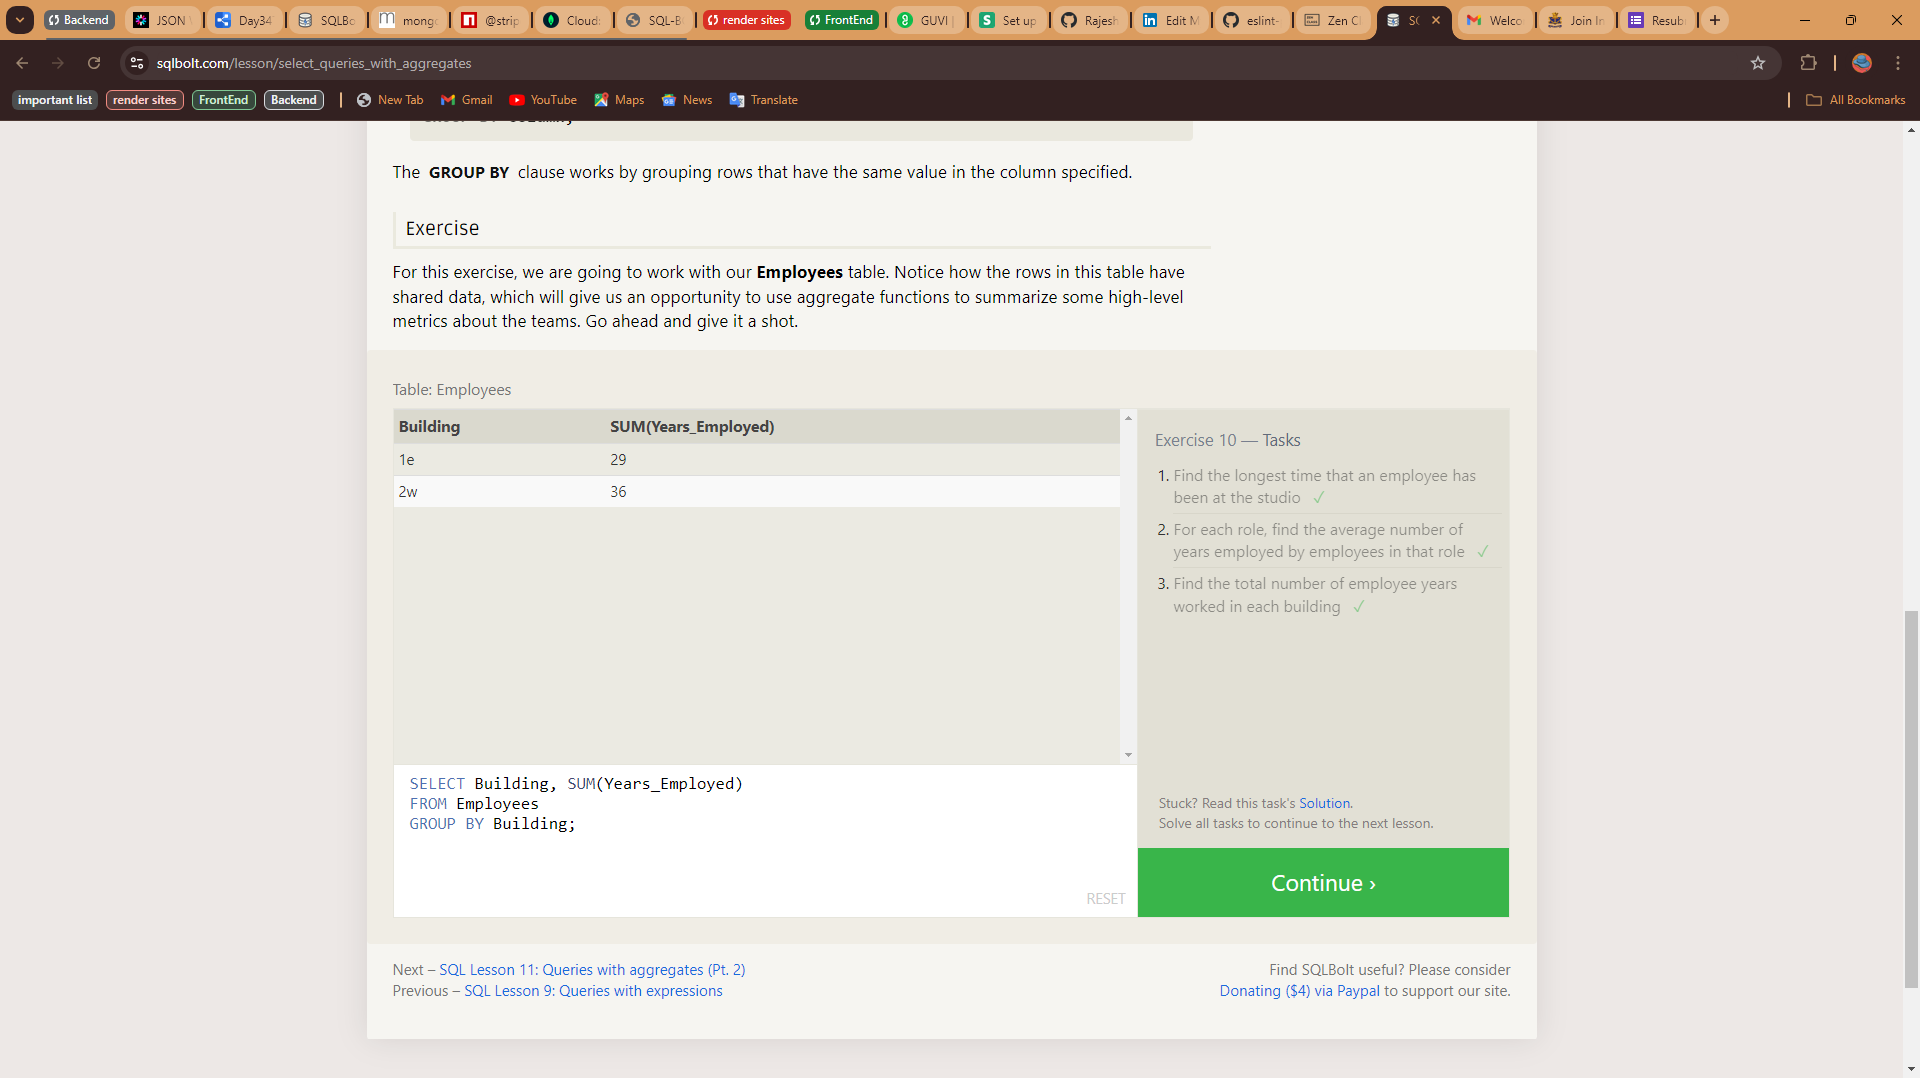 Backend
JSON
Day34
SQLBo
mong
@strip
Cloud
SQL-B
render sites
FrontEnd
GUVI
Set up
Rajesh
Edit M
eslint-
Zen Cl
Welco
Join In
Resub
sqlbolt.com/lesson/select_queries_with_aggregates
important list
render sites
FrontEnd
Backend
New Tab
Gmail
YouTube
Maps
News
Translate
All Bookmarks
The GROUP BY clause works by grouping rows that have the same value in the column specified.
Exercise
For this exercise, we are going to work with our Employees table. Notice how the rows in this table have
shared data, which will give us an opportunity to use aggregate functions to summarize some high-level
metrics about the teams. Go ahead and give it a shot.
Table: Employees
Building SUM(Years_Employed)
1e 29
2w 36
SELECT Building, SUM(Years_Employed)
FROM Employees
GROUP BY Building;
RESET
Exercise 10 — Tasks
1. Find the longest time that an employee has
been at the studio ✓
2. For each role, find the average number of
years employed by employees in that role ✓
3. Find the total number of employee years
worked in each building ✓
Stuck? Read this task's Solution.
Solve all tasks to continue to the next lesson.
Continue ›
Next – SQL Lesson 11: Queries with aggregates (Pt. 2)
Previous – SQL Lesson 9: Queries with expressions
Find SQLBolt useful? Please consider
Donating ($4) via Paypal to support our site.